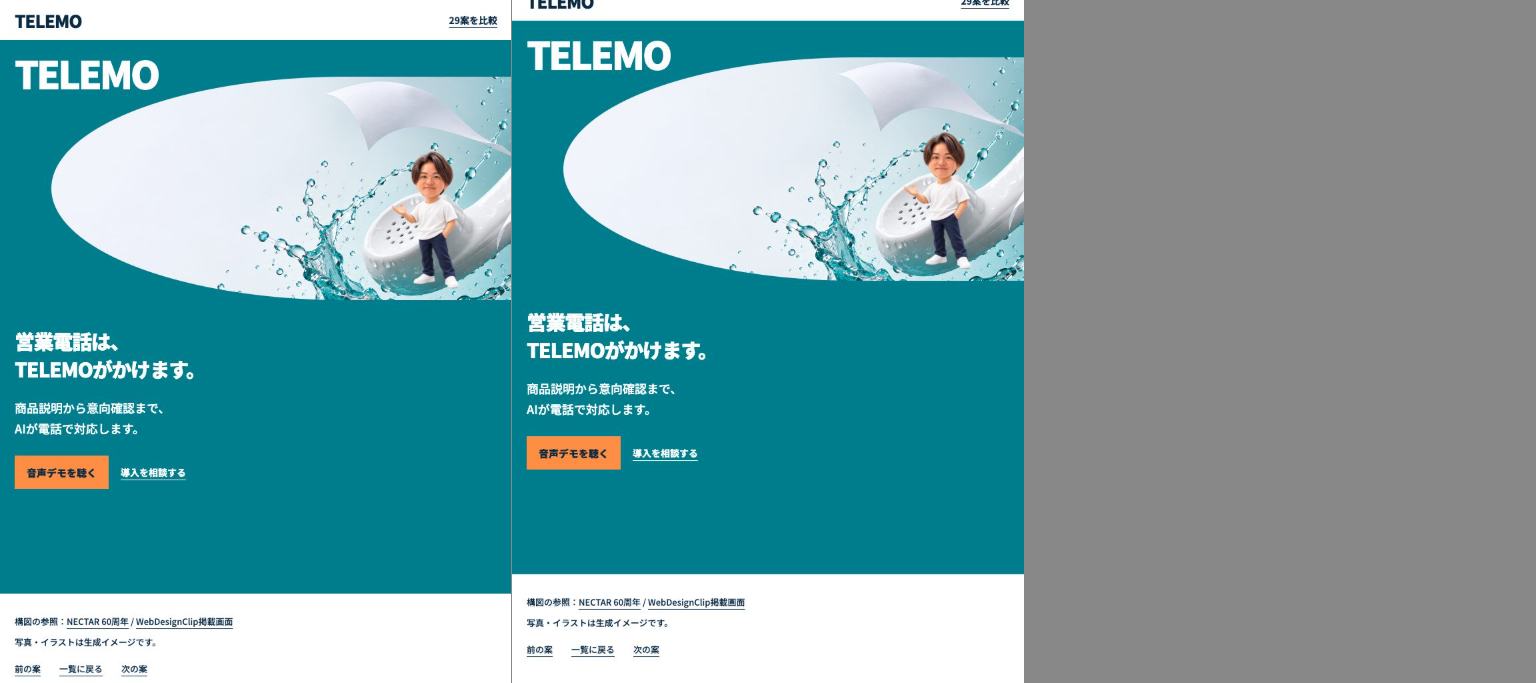 TELEMO
29案を比較
TELEMO
営業電話は、
TELEMOがかけます。
商品説明から意向確認まで、
AIが電話で対応します。
音声デモを聴く
導入を相談する
構図の参照：NECTAR 60周年 / WebDesignClip掲載画面
写真・イラストは生成イメージです。
前の案
一覧に戻る
次の案
TELEMO
29案を比較
TELEMO
営業電話は、
TELEMOがかけます。
商品説明から意向確認まで、
AIが電話で対応します。
音声デモを聴く
導入を相談する
構図の参照：NECTAR 60周年 / WebDesignClip掲載画面
写真・イラストは生成イメージです。
前の案
一覧に戻る
次の案